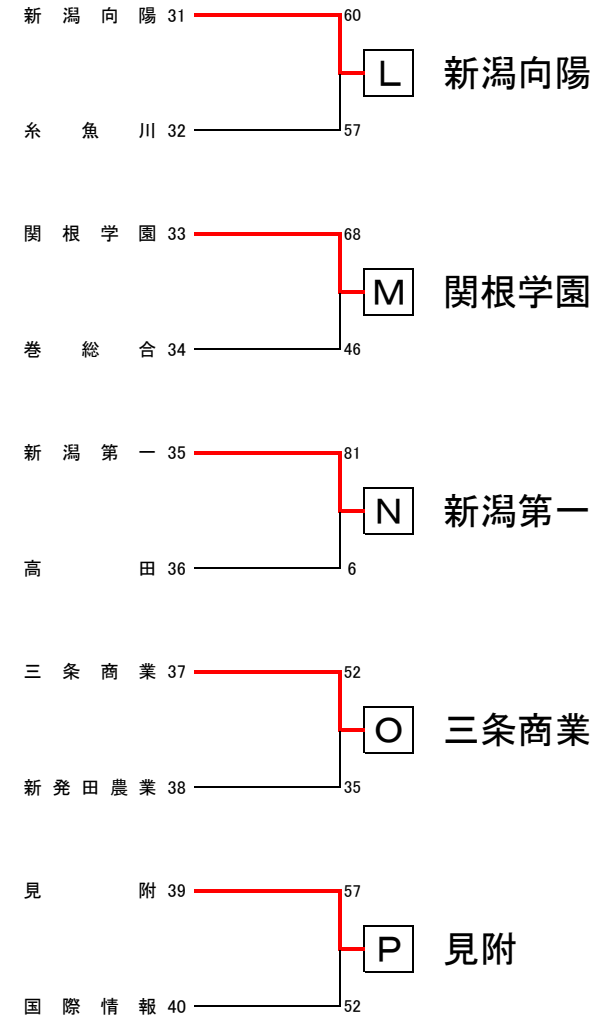 新潟向陽 31 60
L 新潟向陽
糸魚川 32 57
関根学園 33 68
M 関根学園
巻総合 34 46
新潟第一 35 81
N 新潟第一
高田 36 6
三条商業 37 52
O 三条商業
新発田農業 38 35
見附 39 57
P 見附
国際情報 40 52